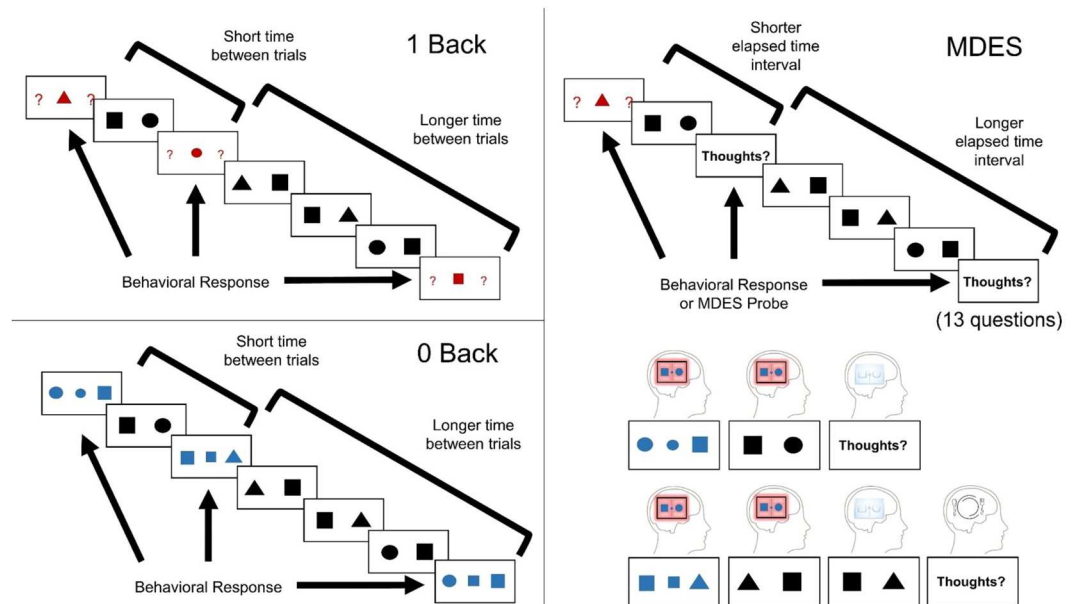 1 Back
Short time
between trials
Longer time
between trials
? ?
? ?
? ?
Behavioral Response
0 Back
Short time
between trials
Longer time
between trials
Behavioral Response
MDES
Shorter
elapsed time
interval
Longer
elapsed time
interval
? ?
Thoughts?
Thoughts?
Behavioral Response
or MDES Probe
(13 questions)
Thoughts?
Thoughts?